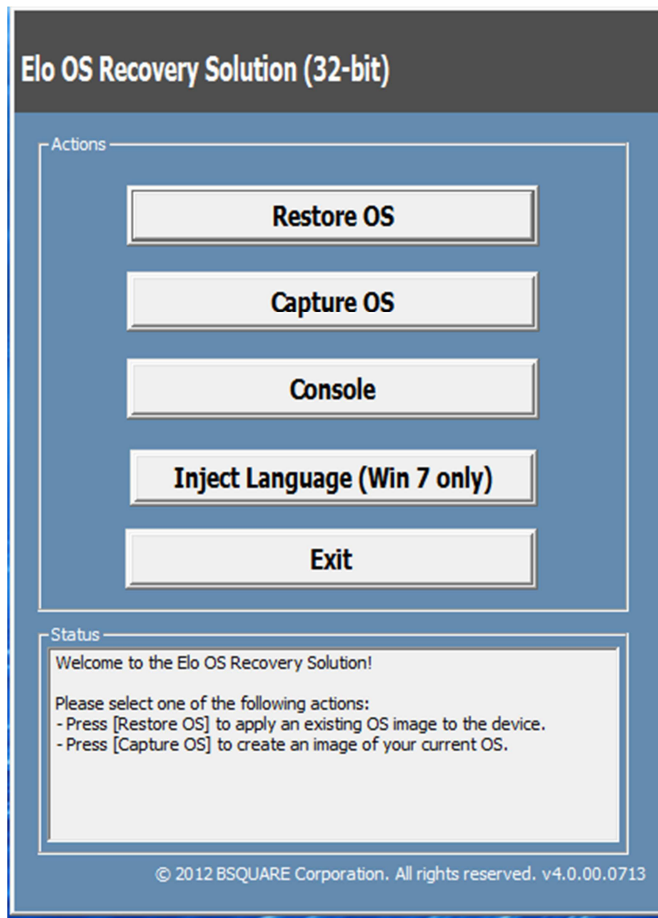 Elo OS Recovery Solution (32-bit)
Actions
Restore OS
Capture OS
Console
Inject Language (Win 7 only)
Exit
Status
Welcome to the Elo OS Recovery Solution!
Please select one of the following actions:
- Press [Restore OS] to apply an existing OS image to the device.
- Press [Capture OS] to create an image of your current OS.
© 2012 BSQUARE Corporation. All rights reserved. v4.0.00.0713